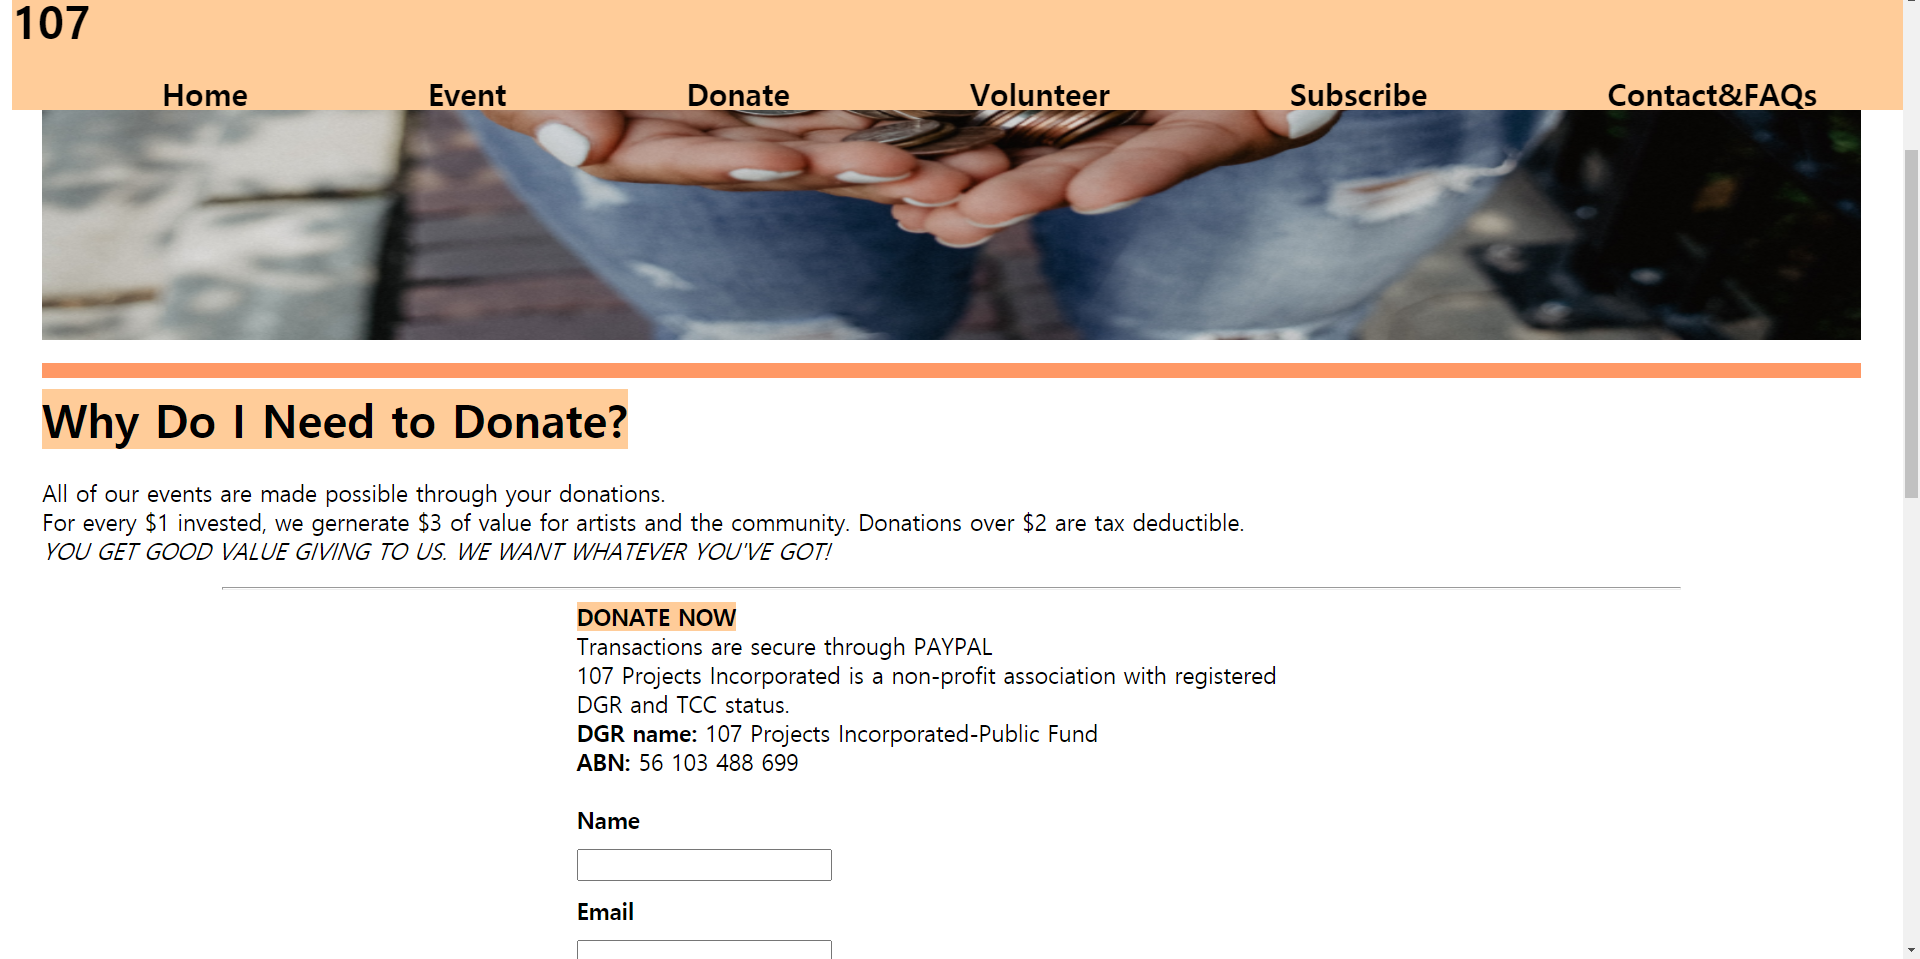 107
Home Event Donate Volunteer Subscribe Contact&FAQs
Why Do I Need to Donate?
All of our events are made possible through your donations.
For every $1 invested, we gernerate $3 of value for artists and the community. Donations over $2 are tax deductible.
YOU GET GOOD VALUE GIVING TO US. WE WANT WHATEVER YOU'VE GOT!
DONATE NOW
Transactions are secure through PAYPAL
107 Projects Incorporated is a non-profit association with registered
DGR and TCC status.
DGR name: 107 Projects Incorporated-Public Fund
ABN: 56 103 488 699
Name
Email